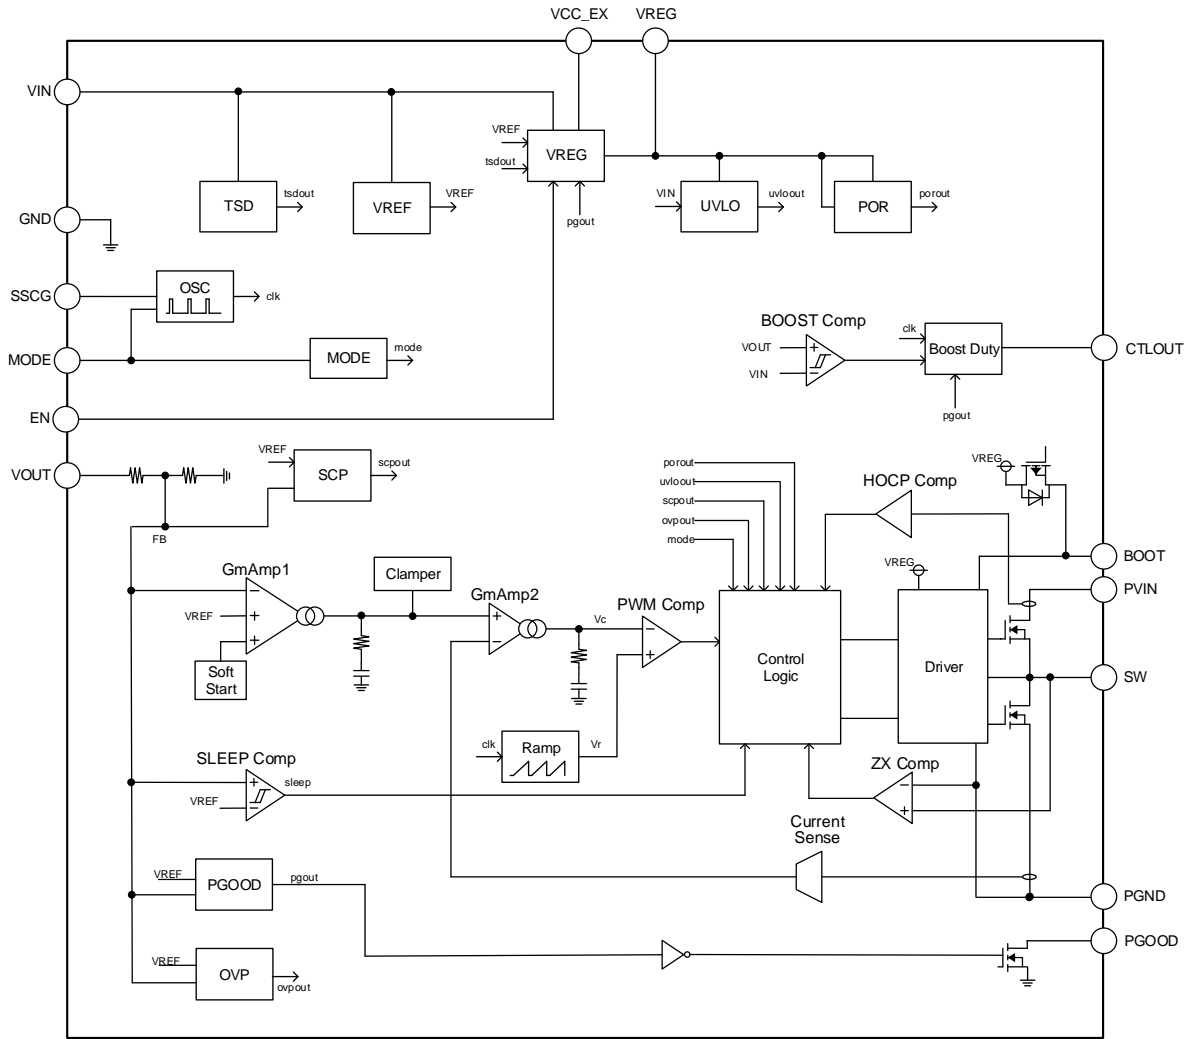 VCC_EX
VREG
VIN
VREF
tsdout
VREG
pgout
TSD
tsdout
VREF
VREF
VIN
UVLO
uvloout
POR
porout
GND
SSCG
OSC
clk
MODE
MODE
mode
BOOST Comp
VOUT
+
VIN
−
clk
Boost Duty
pgout
CTLOUT
EN
VOUT
VREF
SCP
scpout
FB
porout
uvloout
scpout
ovpout
mode
HOCP Comp
VREG
BOOT
VREG
PVIN
GmAmp1
−
VREF
+
+
Soft
Start
Clamper
GmAmp2
+
−
Vc
PWM Comp
−
+
Control
Logic
Driver
SW
clk
Ramp
Vr
SLEEP Comp
+
sleep
VREF
−
ZX Comp
−
+
Current
Sense
VREF
PGOOD
pgout
PGND
PGOOD
VREF
OVP
ovpout